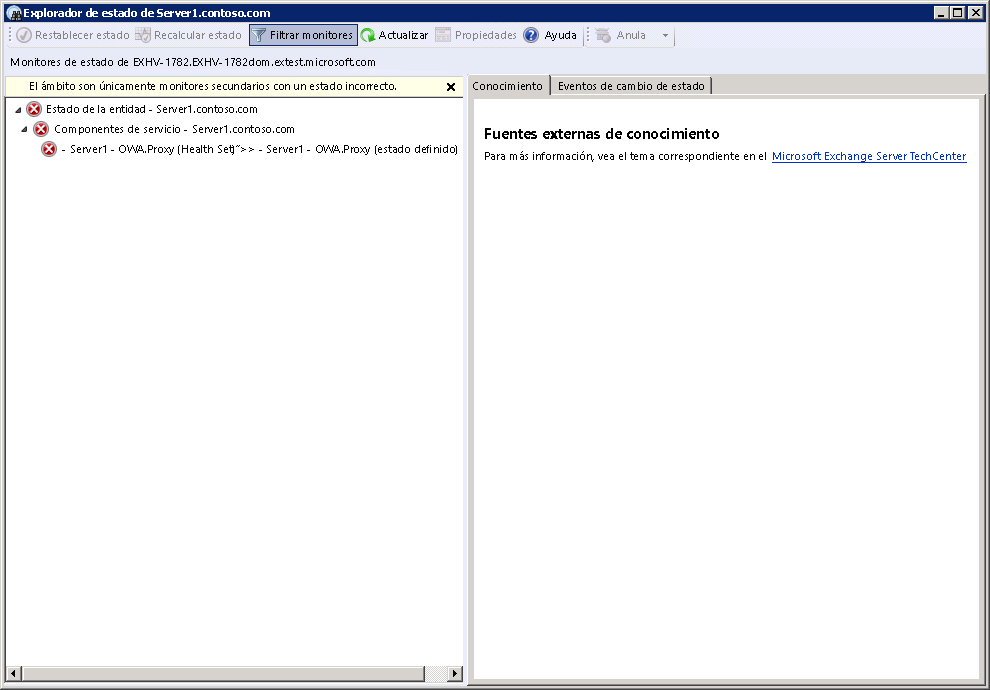 Explorador de estado de Server1.contoso.com
Restablecer estado Recalcular estado Filtrar monitores Actualizar Propiedades Ayuda Anula
Monitores de estado de EXHV-1782.EXHV-1782dom.extest.microsoft.com
El ámbito son únicamente monitores secundarios con un estado incorrecto.
Estado de la entidad - Server1.contoso.com
Componentes de servicio - Server1.contoso.com
- Server1 - OWA.Proxy (Health Set)˜>> - Server1 - OWA.Proxy (estado definido)
Conocimiento Eventos de cambio de estado
Fuentes externas de conocimiento
Para más información, vea el tema correspondiente en el Microsoft Exchange Server TechCenter